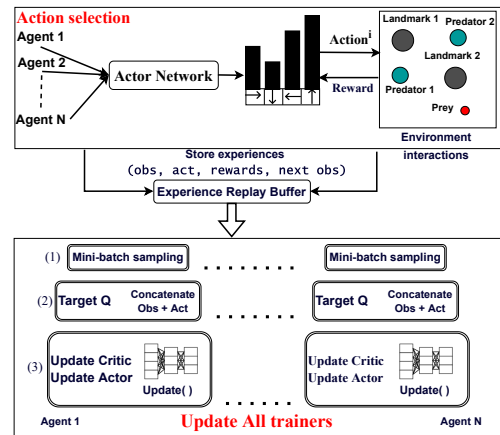 Action selection
Agent 1
Agent 2
Agent N
Actor Network
Action^i
Reward
Landmark 1
Predator 2
Landmark 2
Predator 1
Prey
Environment
interactions
Store experiences
(obs, act, rewards, next obs)
Experience Replay Buffer
(1)
Mini-batch sampling
. . . . . . . .
Mini-batch sampling
(2)
Target Q
Concatenate
Obs + Act
. . . . . . . .
Target Q
Concatenate
Obs + Act
(3)
Update Critic
Update Actor
Update( )
. . . . . .
Update Critic
Update Actor
Update( )
Agent 1
Update All trainers
Agent N